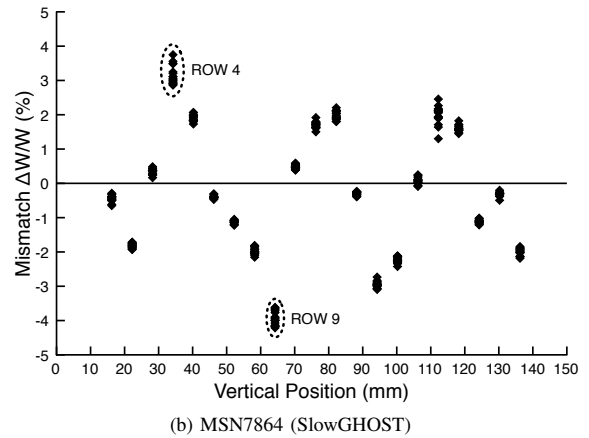 5
4
3
2
1
0
-1
-2
-3
-4
-5
Mismatch ΔW/W (%)
ROW 4
ROW 9
0 10 20 30 40 50 60 70 80 90 100 110 120 130 140 150
Vertical Position (mm)
(b) MSN7864 (SlowGHOST)